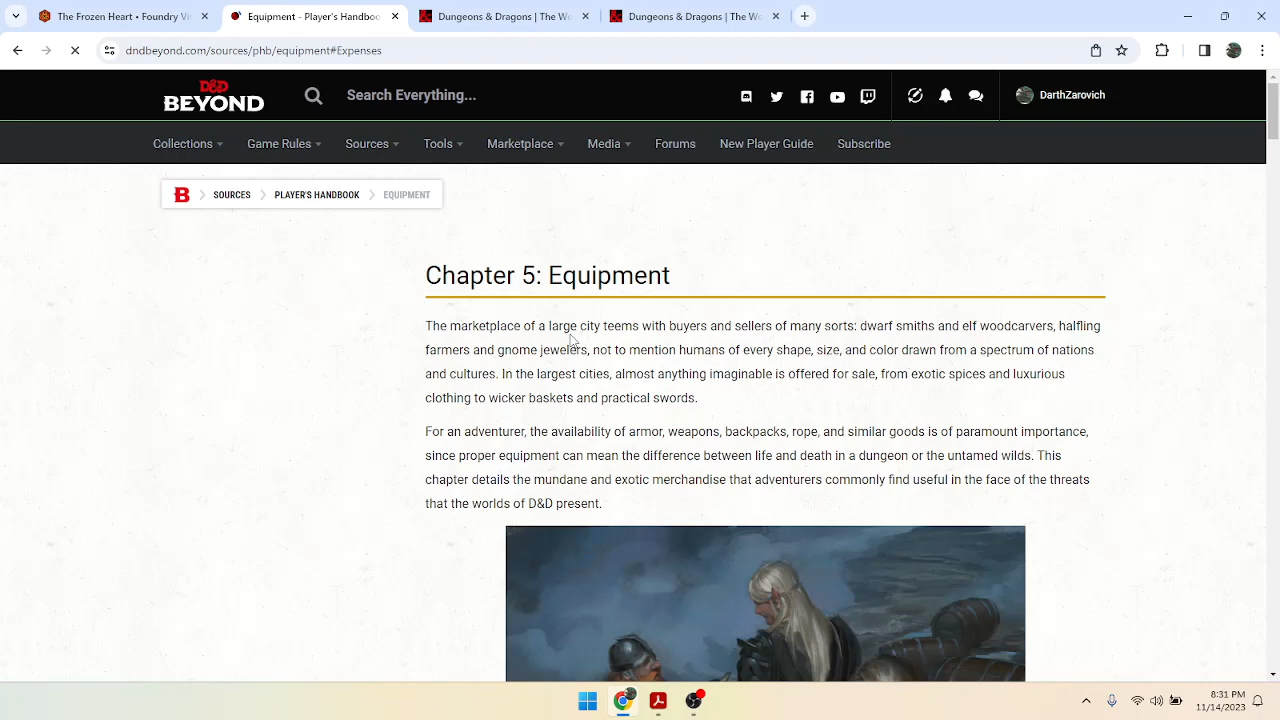 The Frozen Heart • Foundry Vi
Equipment - Player's Handboo
Dungeons & Dragons | The Wo
Dungeons & Dragons | The Wo
dndbeyond.com/sources/phb/equipment#Expenses
D&D
BEYOND
Search Everything...
DarthZarovich
Collections
Game Rules
Sources
Tools
Marketplace
Media
Forums
New Player Guide
Subscribe
B
SOURCES
PLAYER'S HANDBOOK
EQUIPMENT
Chapter 5: Equipment
The marketplace of a large city teems with buyers and sellers of many sorts: dwarf smiths and elf woodcarvers, halfling
farmers and gnome jewelers, not to mention humans of every shape, size, and color drawn from a spectrum of nations
and cultures. In the largest cities, almost anything imaginable is offered for sale, from exotic spices and luxurious
clothing to wicker baskets and practical swords.
For an adventurer, the availability of armor, weapons, backpacks, rope, and similar goods is of paramount importance,
since proper equipment can mean the difference between life and death in a dungeon or the untamed wilds. This
chapter details the mundane and exotic merchandise that adventurers commonly find useful in the face of the threats
that the worlds of D&D present.
8:31 PM
11/14/2023